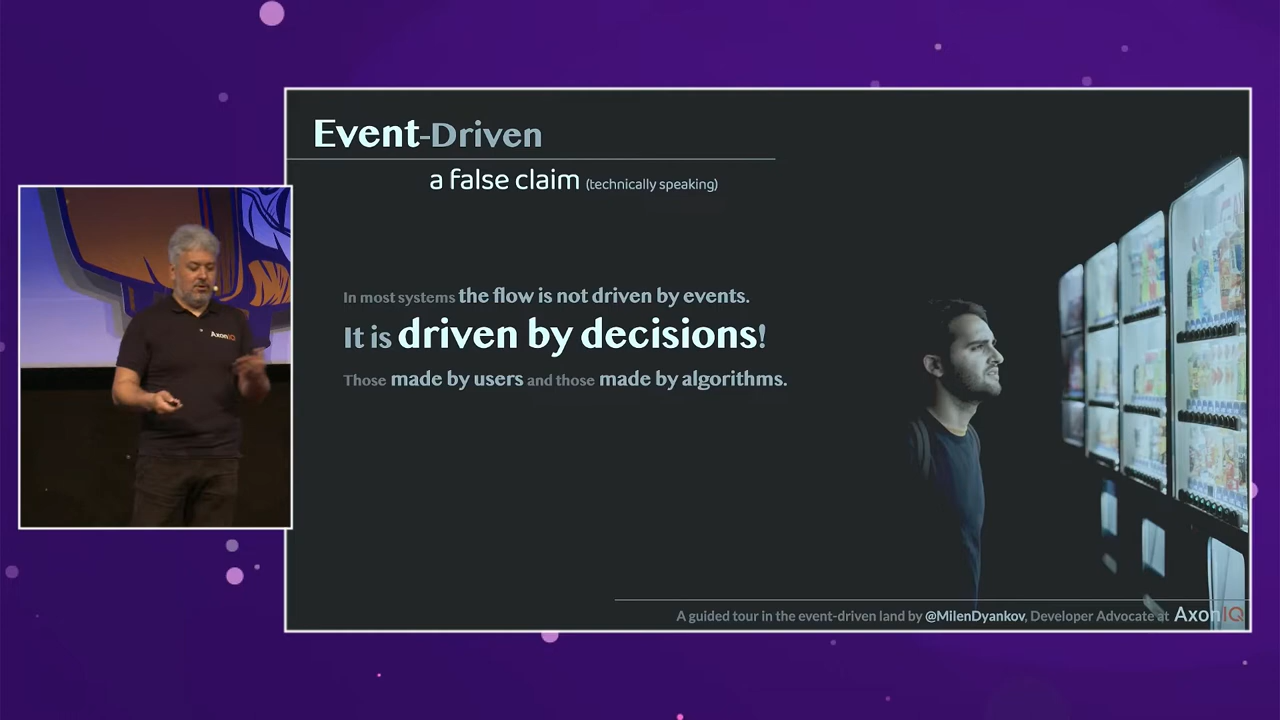 Event-Driven
a false claim (technically speaking)
In most systems the flow is not driven by events.
It is driven by decisions!
Those made by users and those made by algorithms.
A guided tour in the event-driven land by @MilenDyankov, Developer Advocate at AxonIQ
AxonIQ